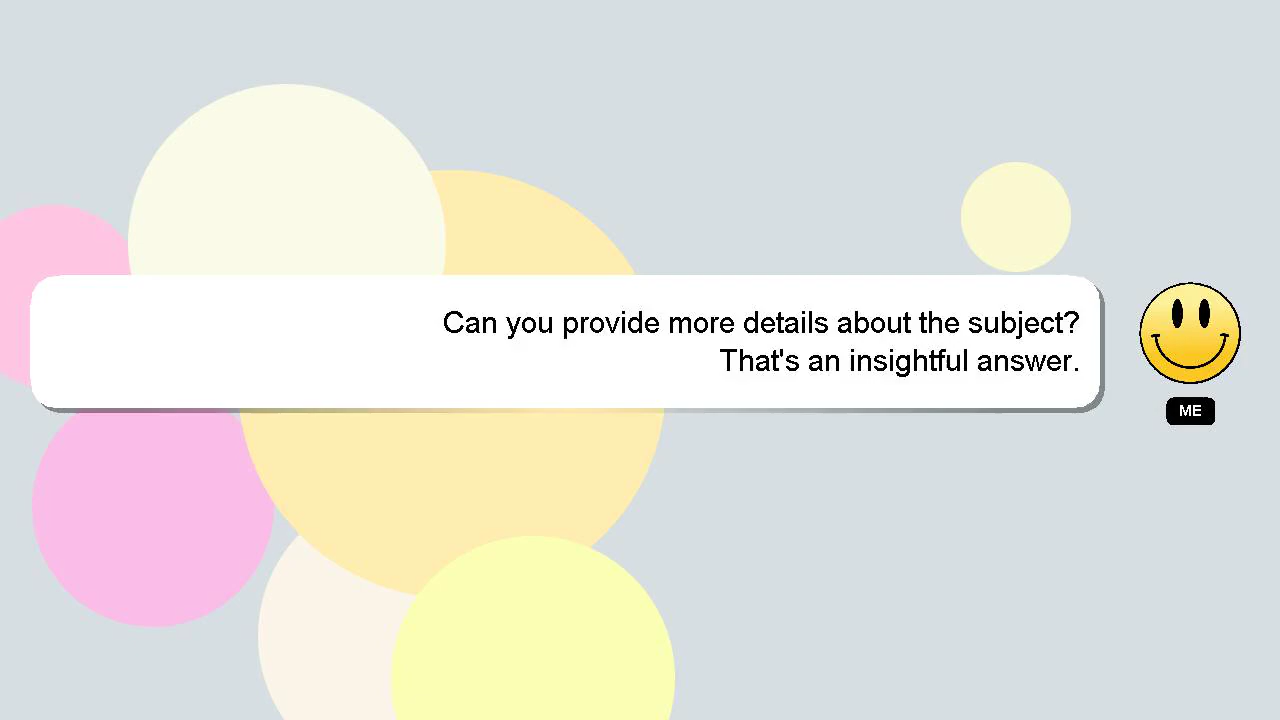 Can you provide more details about the subject?
That's an insightful answer.
ME